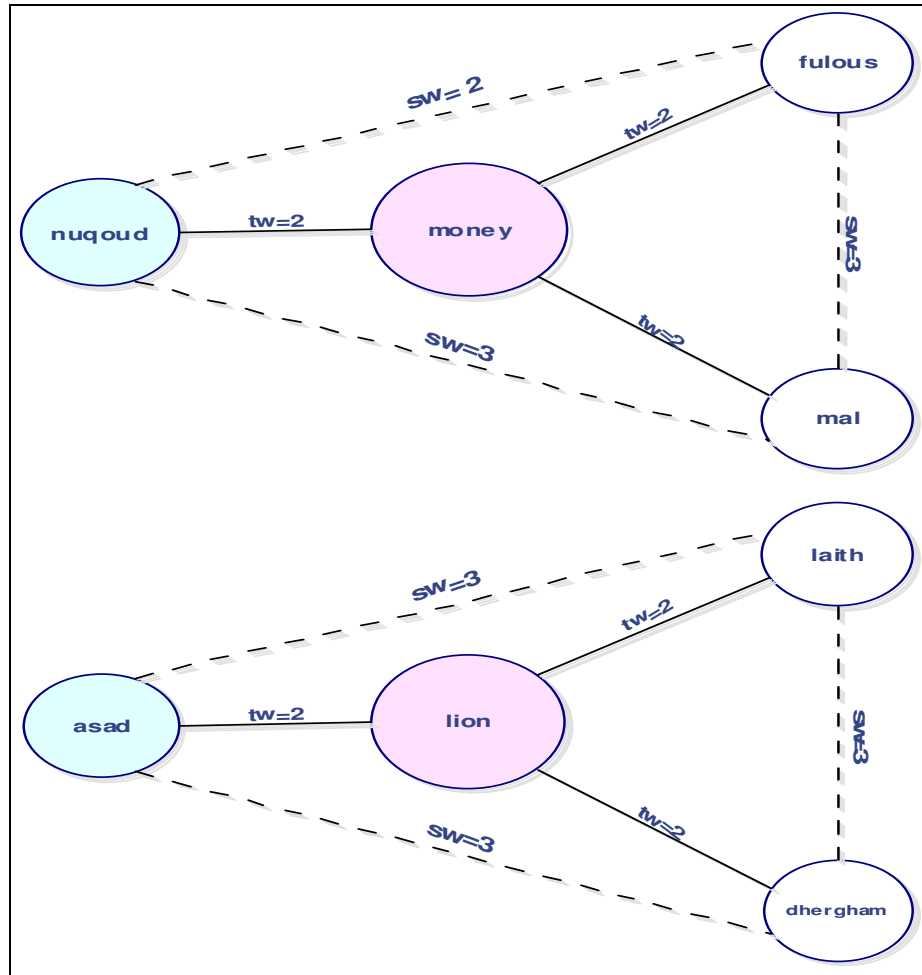 fulous
sw= 2
tw=2
nuqoud
tw=2
money
sw=3
tw=2
sw=3
mal
laith
sw=3
tw=2
asad
tw=2
lion
sw=3
tw=2
sw=3
dhergham